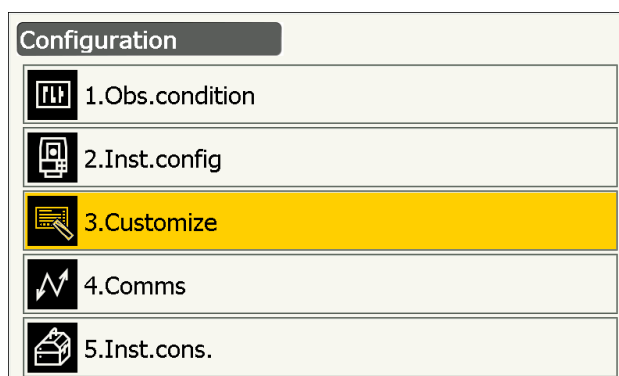 Configuration
1.Obs.condition
2.Inst.config
3.Customize
4.Comms
5.Inst.cons.